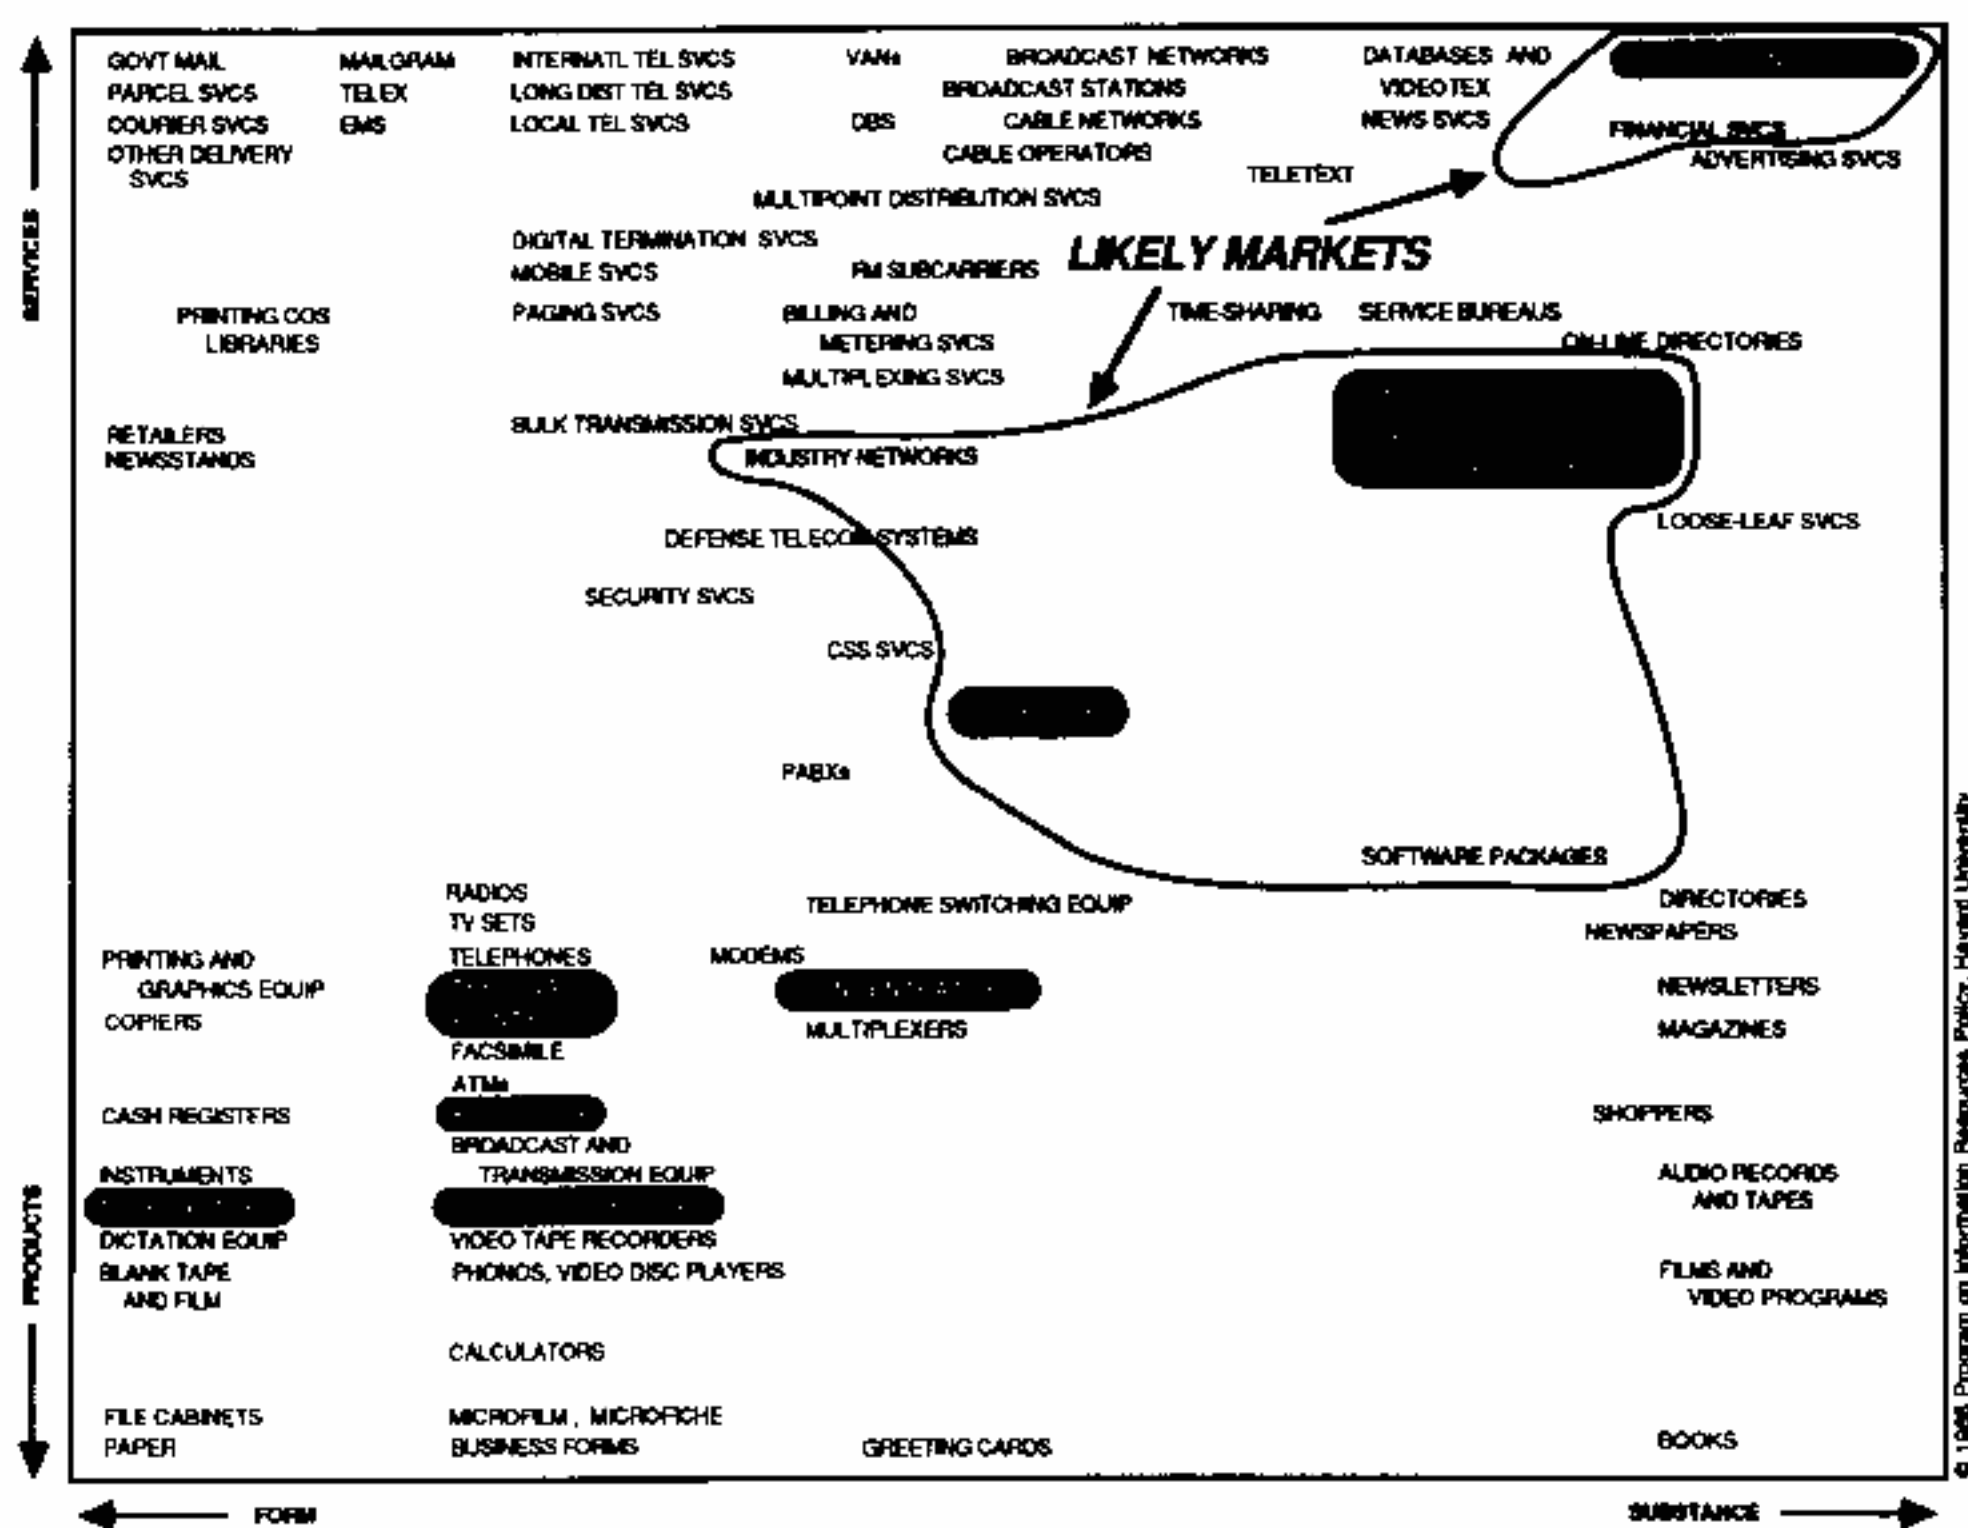 GOVT MAIL MAILGRAM INTERNATL TEL SVCS VANs BROADCAST NETWORKS DATABASES AND
PARCEL SVCS TELEX LONG DIST TEL SVCS BROADCAST STATIONS VIDEOTEX
COURIER SVCS EMS LOCAL TEL SVCS DBS CABLE NETWORKS NEWS SVCS FINANCIAL SVCS
OTHER DELIVERY CABLE OPERATORS ADVERTISING SVCS
SVCS TELETEXT
MULTIPOINT DISTRIBUTION SVCS
DIGITAL TERMINATION SVCS LIKELY MARKETS
MOBILE SVCS FM SUBCARRIERS
SERVICES
PRINTING COS PAGING SVCS BILLING AND TIME-SHARING SERVICE BUREAUS
LIBRARIES METERING SVCS ON-LINE DIRECTORIES
MULTIPLEXING SVCS
RETAILERS BULK TRANSMISSION SVCS
NEWSSTANDS INDUSTRY NETWORKS
LOOSE-LEAF SVCS
DEFENSE TELECOM SYSTEMS
SECURITY SVCS
CSS SVCS
PABXs
SOFTWARE PACKAGES
RADIOS TELEPHONE SWITCHING EQUIP DIRECTORIES
TV SETS NEWSPAPERS
PRINTING AND TELEPHONES MODEMS
GRAPHICS EQUIP NEWSLETTERS
COPIERS MULTIPLEXERS MAGAZINES
FACSIMILE
ATMs
CASH REGISTERS SHOPPERS
BROADCAST AND
INSTRUMENTS TRANSMISSION EQUIP AUDIO RECORDS
AND TAPES
PRODUCTS
DICTATION EQUIP VIDEO TAPE RECORDERS
BLANK TAPE PHONOS, VIDEO DISC PLAYERS FILMS AND
AND FILM VIDEO PROGRAMS
CALCULATORS
FILE CABINETS MICROFILM, MICROFICHE
PAPER BUSINESS FORMS GREETING CARDS BOOKS
FORM SUBSTANCE
Program on Information Resources Policy, Harvard University